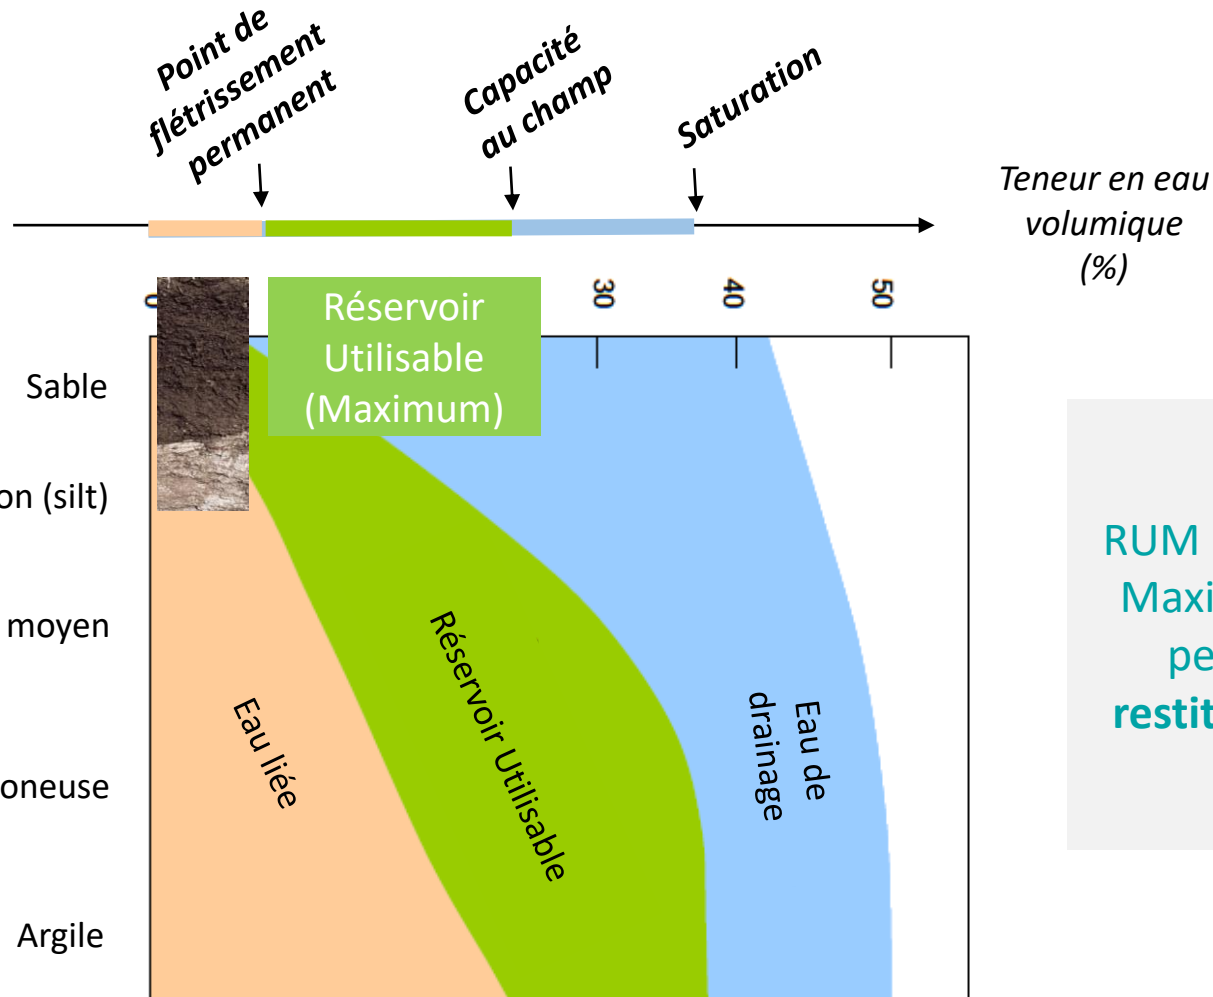 Point de
flétrissement
permanent
Capacité
au champ
Saturation
Teneur en eau
volumique
(%)
30
40
50
Réservoir
Utilisable
(Maximum)
Sable
on (silt)
moyen
oneuse
Argile
Eau liée
Réservoir Utilisable
Eau de
drainage
RUM
Maxi
pe
restit